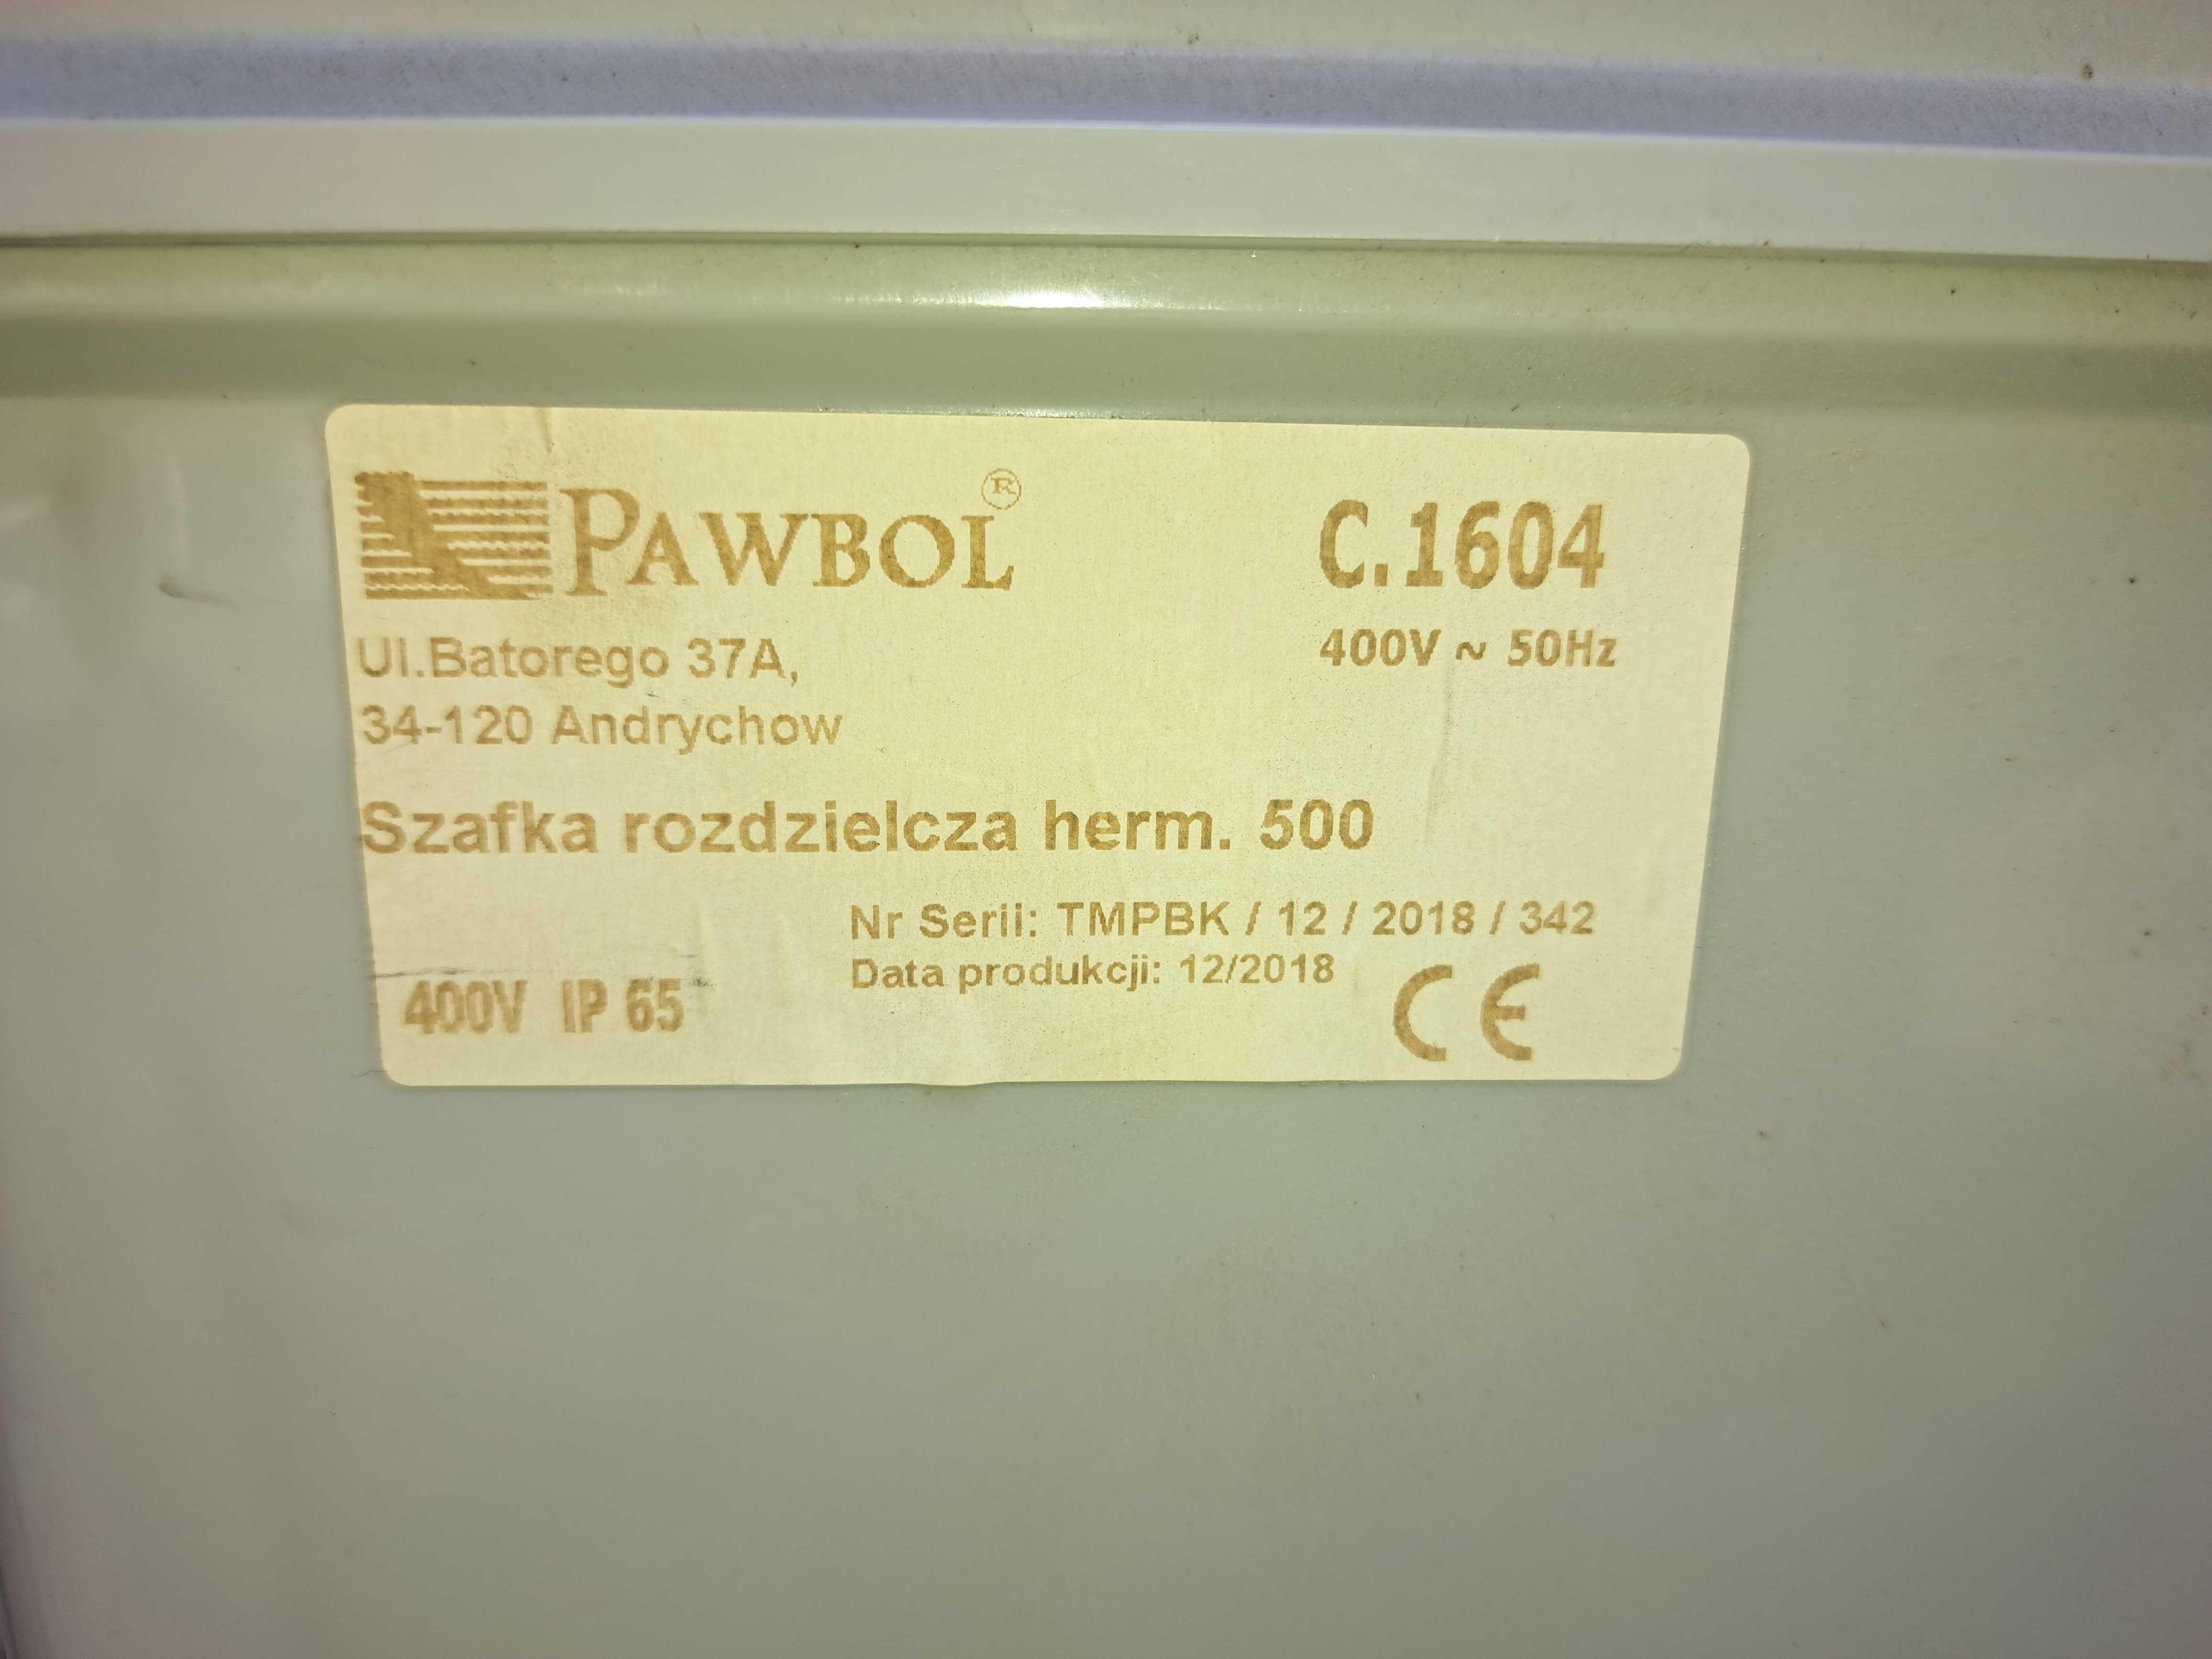 PAWBOL®
C.1604
400V ~ 50Hz
Ul.Batorego 37A,
34-120 Andrychow
Szafka rozdzielcza herm. 500
Nr Serii: TMPBK / 12 / 2018 / 342
Data produkcji: 12/2018
400V IP 65
CE